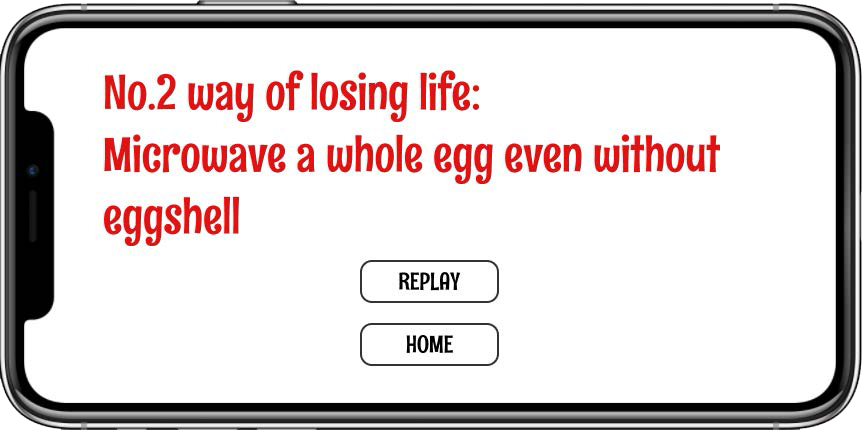 No.2 way of losing life:
Microwave a whole egg even without
eggshell
REPLAY
HOME